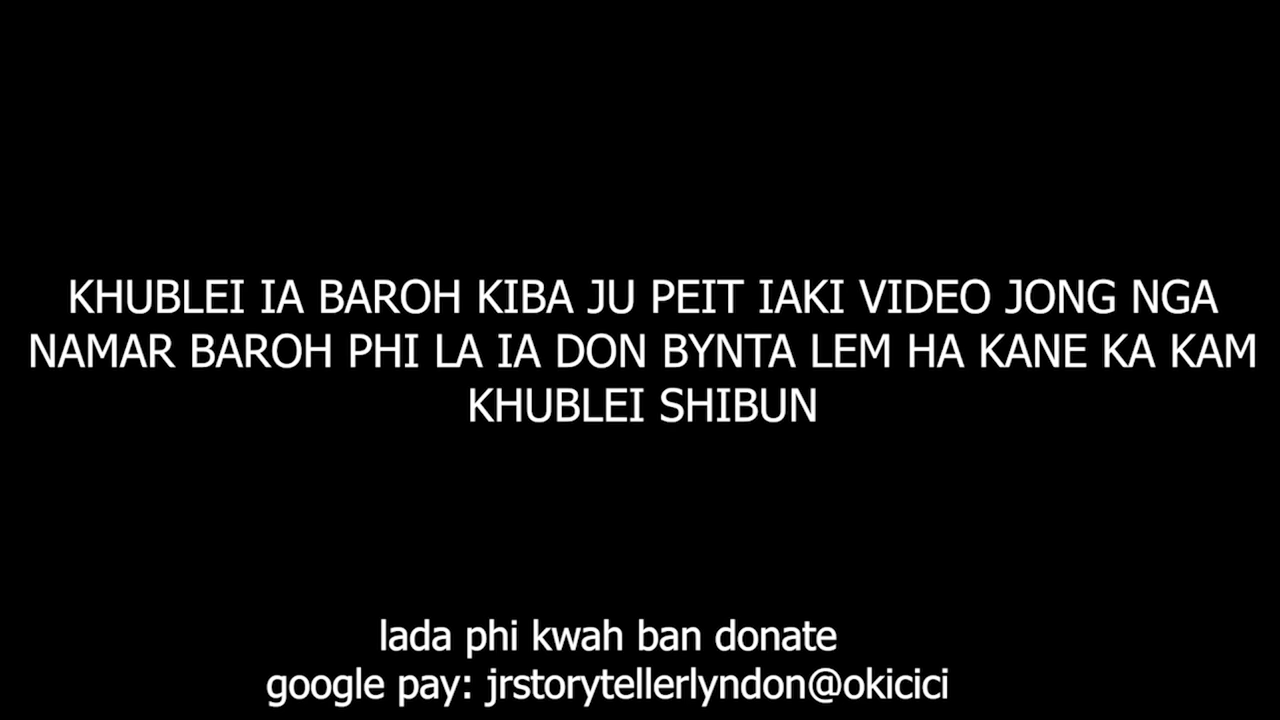 KHUBLEI IA BAROH KIBA JU PEIT IAKI VIDEO JONG NGA
NAMAR BAROH PHI LA IA DON BYNTA LEM HA KANE KA KAM
KHUBLEI SHIBUN
lada phi kwah ban donate
google pay: jrstorytellerlyndon@okicici